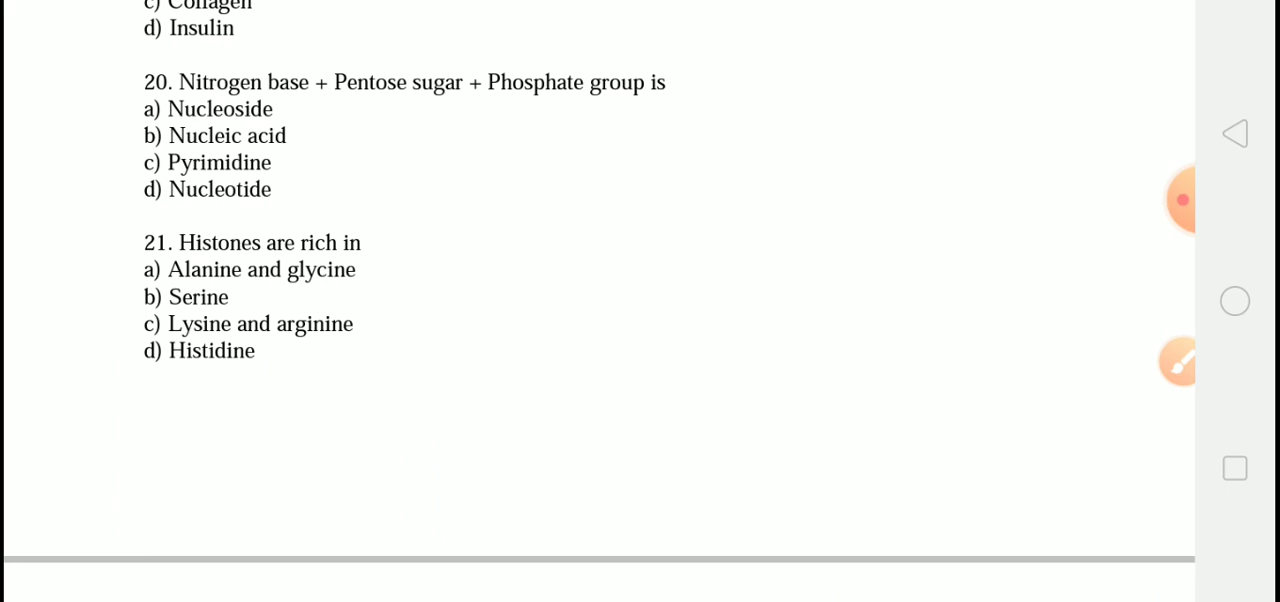 c) Collagen
d) Insulin
20. Nitrogen base + Pentose sugar + Phosphate group is
a) Nucleoside
b) Nucleic acid
c) Pyrimidine
d) Nucleotide
21. Histones are rich in
a) Alanine and glycine
b) Serine
c) Lysine and arginine
d) Histidine